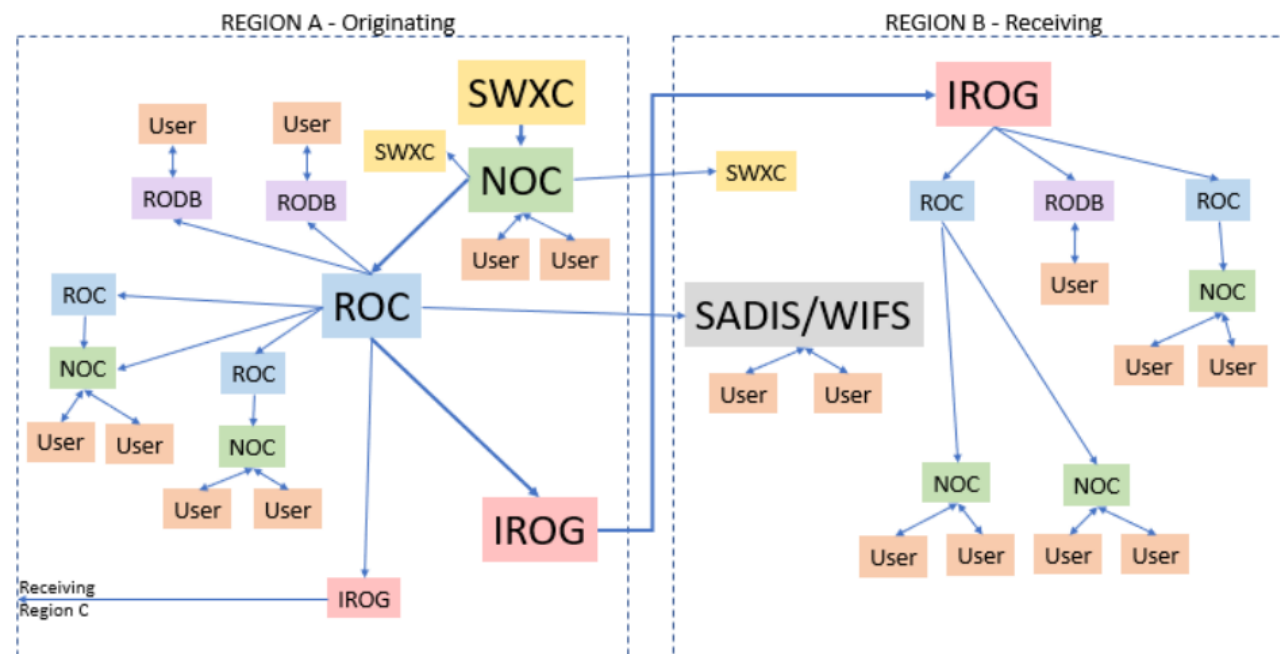 REGION A - Originating
REGION B - Receiving
SWXC
IROG
User
User
SWXC
NOC
SWXC
RODB
RODB
ROC
RODB
ROC
User
User
User
ROC
ROC
SADIS/WIFS
NOC
NOC
ROC
User
User
User
User
User
User
NOC
NOC
NOC
User
User
IROG
User
User
User
User
Receiving
Region C
IROG